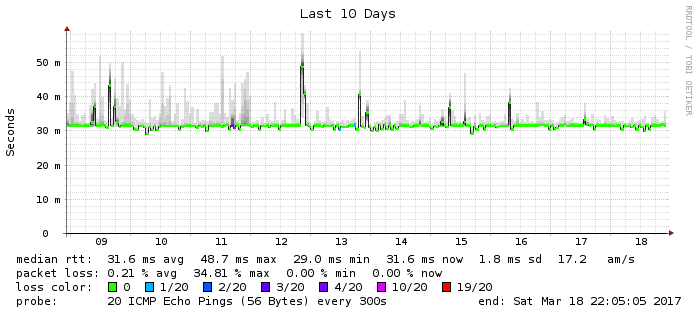 Last 10 Days
RRDTOOL / TOBI OETIKER
Seconds
50 m
40 m
30 m
20 m
10 m
0
09 10 11 12 13 14 15 16 17 18
median rtt: 31.6 ms avg 48.7 ms max 29.0 ms min 31.6 ms now 1.8 ms sd 17.2 am/s
packet loss: 0.21 % avg 34.81 % max 0.00 % min 0.00 % now
loss color: 0 1/20 2/20 3/20 4/20 10/20 19/20
probe: 20 ICMP Echo Pings (56 Bytes) every 300s end: Sat Mar 18 22:05:05 2017